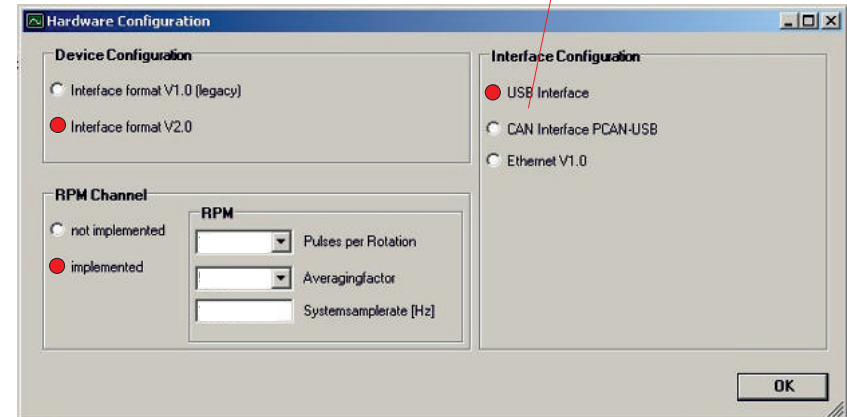 Hardware Configuration
Device Configuration
Interface format V1.0 (legacy)
Interface format V2.0
RPM Channel
not implemented
implemented
RPM
Pulses per Rotation
Averagingfactor
Systemsamplerate [Hz]
Interface Configuration
USB Interface
CAN Interface PCAN-USB
Ethernet V1.0
OK